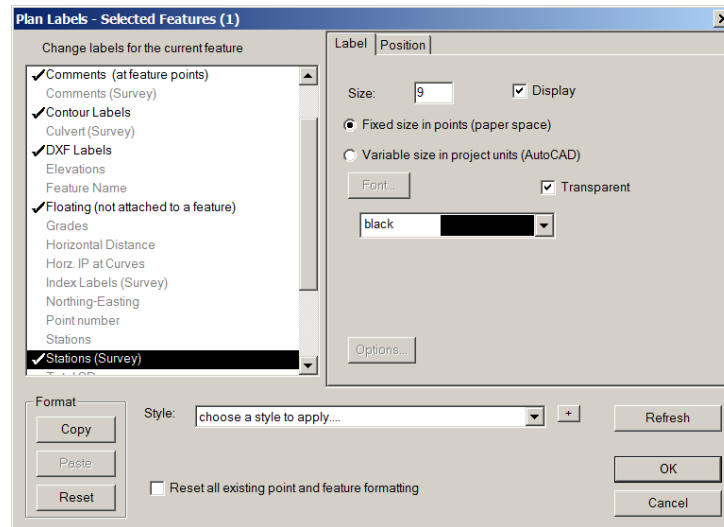 Plan Labels - Selected Features (1)
Change labels for the current feature
Comments (at feature points)
Comments (Survey)
Contour Labels
Culvert (Survey)
DXF Labels
Elevations
Feature Name
Floating (not attached to a feature)
Grades
Horizontal Distance
Horz. IP at Curves
Index Labels (Survey)
Northing-Easting
Point number
Stations
Stations (Survey)
Label Position
Size: 9 Display
Fixed size in points (paper space)
Variable size in project units (AutoCAD)
Font... Transparent
black
Options...
Format
Copy
Paste
Reset
Style: choose a style to apply.... +
Reset all existing point and feature formatting
Refresh
OK
Cancel